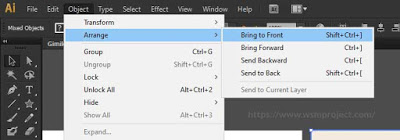 Ai File Edit Object Type Select Effect View Window Help
Mixed Objects
Transform
Arrange
Group Ctrl+G
Ungroup Shift+Ctrl+G
Lock
Unlock All Alt+Ctrl+2
Hide
Show All Alt+Ctrl+3
Expand...
Bring to Front Shift+Ctrl+]
Bring Forward Ctrl+]
Send Backward Ctrl+[
Send to Back Shift+Ctrl+[
Send to Current Layer
https://www.wsmproject.com/